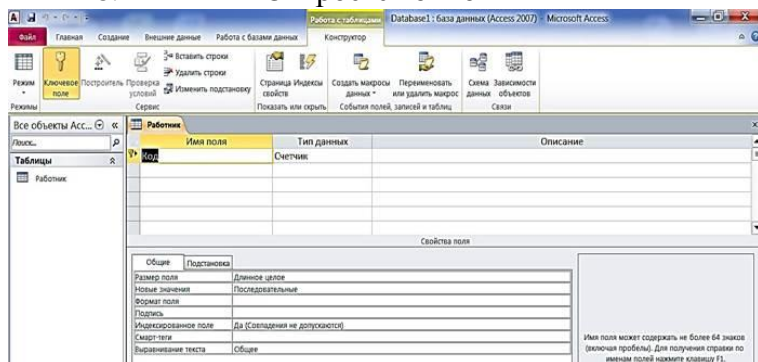 Работа с таблицами Database1 : база данных (Access 2007) - Microsoft Access
Файл Главная Создание Внешние данные Работа с базами данных Конструктор
Режим Ключевое поле Построитель Проверка условий Вставить строки Удалить строки Изменить подстановку Страница свойств Индексы Создать макросы данных Переименовать или удалить макрос Схема данных Зависимости объектов
Режимы Сервис Показать или скрыть События полей, записей и таблиц Связи
Все объекты Acc... « Работник
Поиск... Имя поля Тип данных Описание
Таблицы Код Счетчик
Работник
Свойства поля
Общие Подстановка
Размер поля Длинное целое
Новые значения Последовательные
Формат поля
Подпись
Индексированное поле Да (Совпадения не допускаются)
Смарт-теги
Выравнивание текста Общее
Имя поля может содержать не более 64 знаков
(включая пробелы). Для получения справки по
именам полей нажмите клавишу F1.